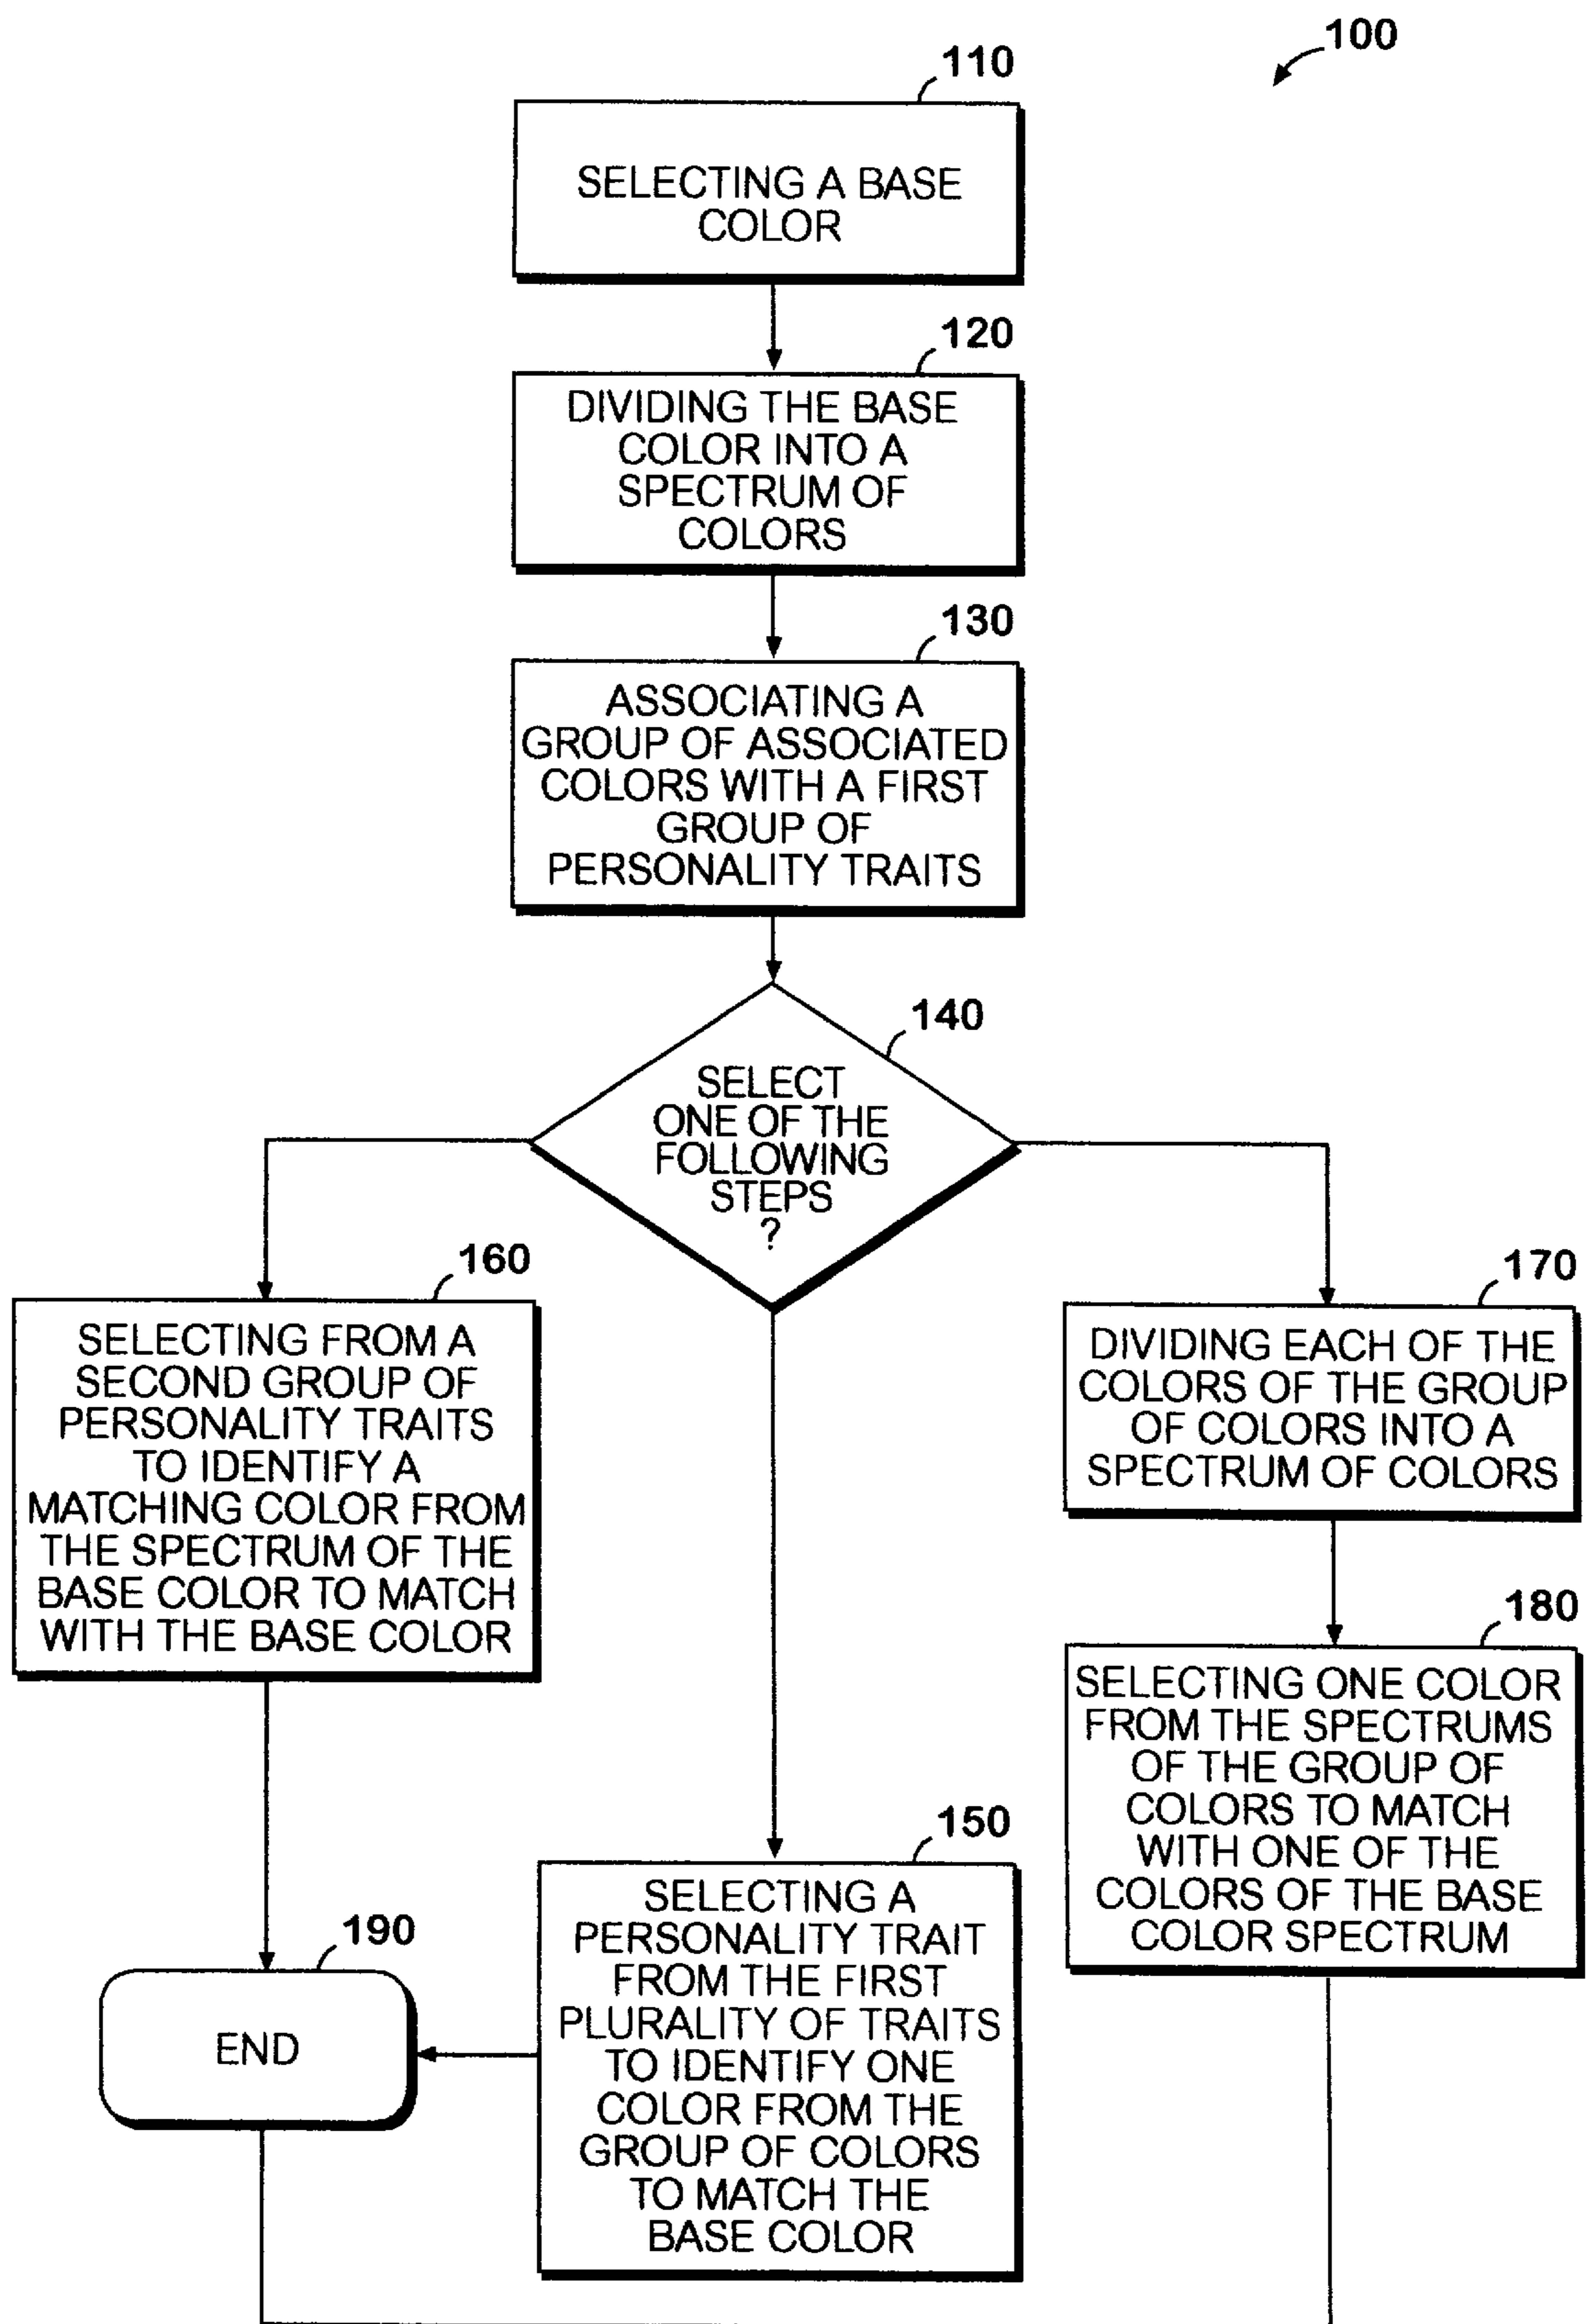 100
110
SELECTING A BASE
COLOR
120
DIVIDING THE BASE
COLOR INTO A
SPECTRUM OF
COLORS
130
ASSOCIATING A
GROUP OF ASSOCIATED
COLORS WITH A FIRST
GROUP OF
PERSONALITY TRAITS
140
SELECT
ONE OF THE
FOLLOWING
STEPS
?
160
SELECTING FROM A
SECOND GROUP OF
PERSONALITY TRAITS
TO IDENTIFY A
MATCHING COLOR FROM
THE SPECTRUM OF THE
BASE COLOR TO MATCH
WITH THE BASE COLOR
170
DIVIDING EACH OF THE
COLORS OF THE GROUP
OF COLORS INTO A
SPECTRUM OF COLORS
180
SELECTING ONE COLOR
FROM THE SPECTRUMS
OF THE GROUP OF
COLORS TO MATCH
WITH ONE OF THE
COLORS OF THE BASE
COLOR SPECTRUM
150
SELECTING A
PERSONALITY TRAIT
FROM THE FIRST
PLURALITY OF TRAITS
TO IDENTIFY ONE
COLOR FROM THE
GROUP OF COLORS
TO MATCH THE
BASE COLOR
190
END